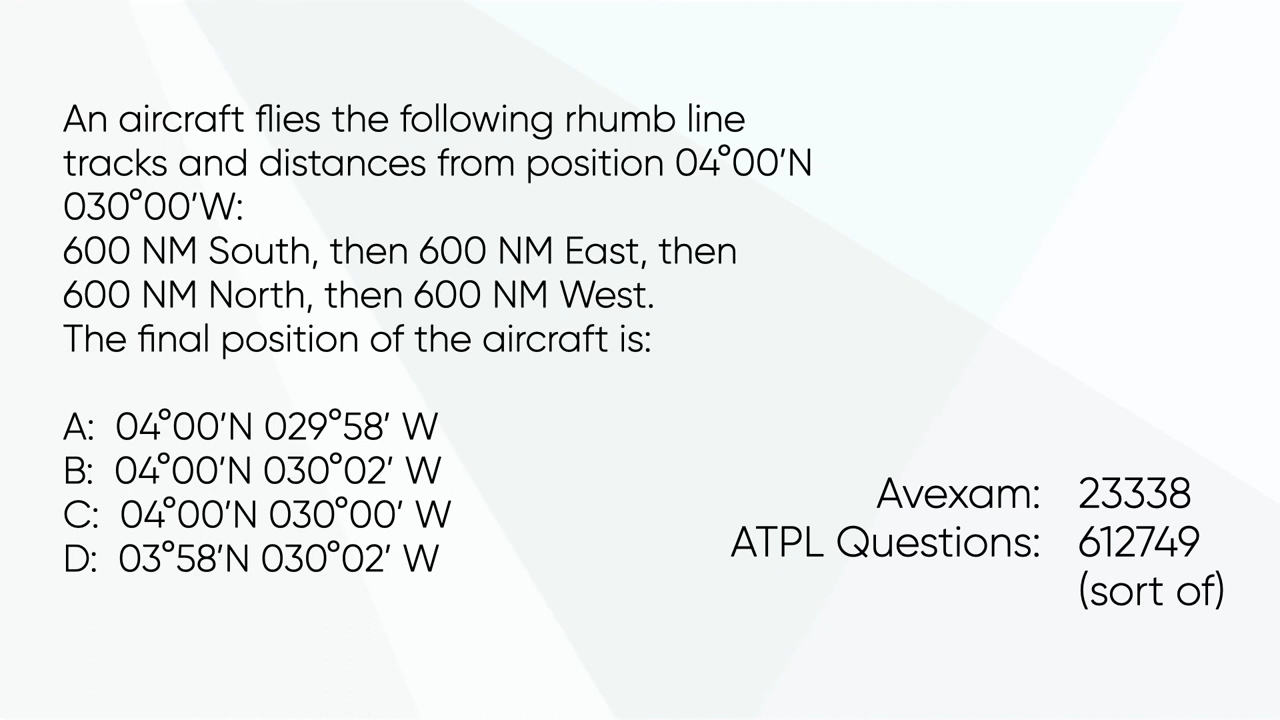 An aircraft flies the following rhumb line
tracks and distances from position 04°00’N
030°00’W:
600 NM South, then 600 NM East, then
600 NM North, then 600 NM West.
The final position of the aircraft is:
A: 04°00’N 029°58’ W
B: 04°00’N 030°02’ W
C: 04°00’N 030°00’ W
D: 03°58’N 030°02’ W
Avexam: 23338
ATPL Questions: 612749
(sort of)